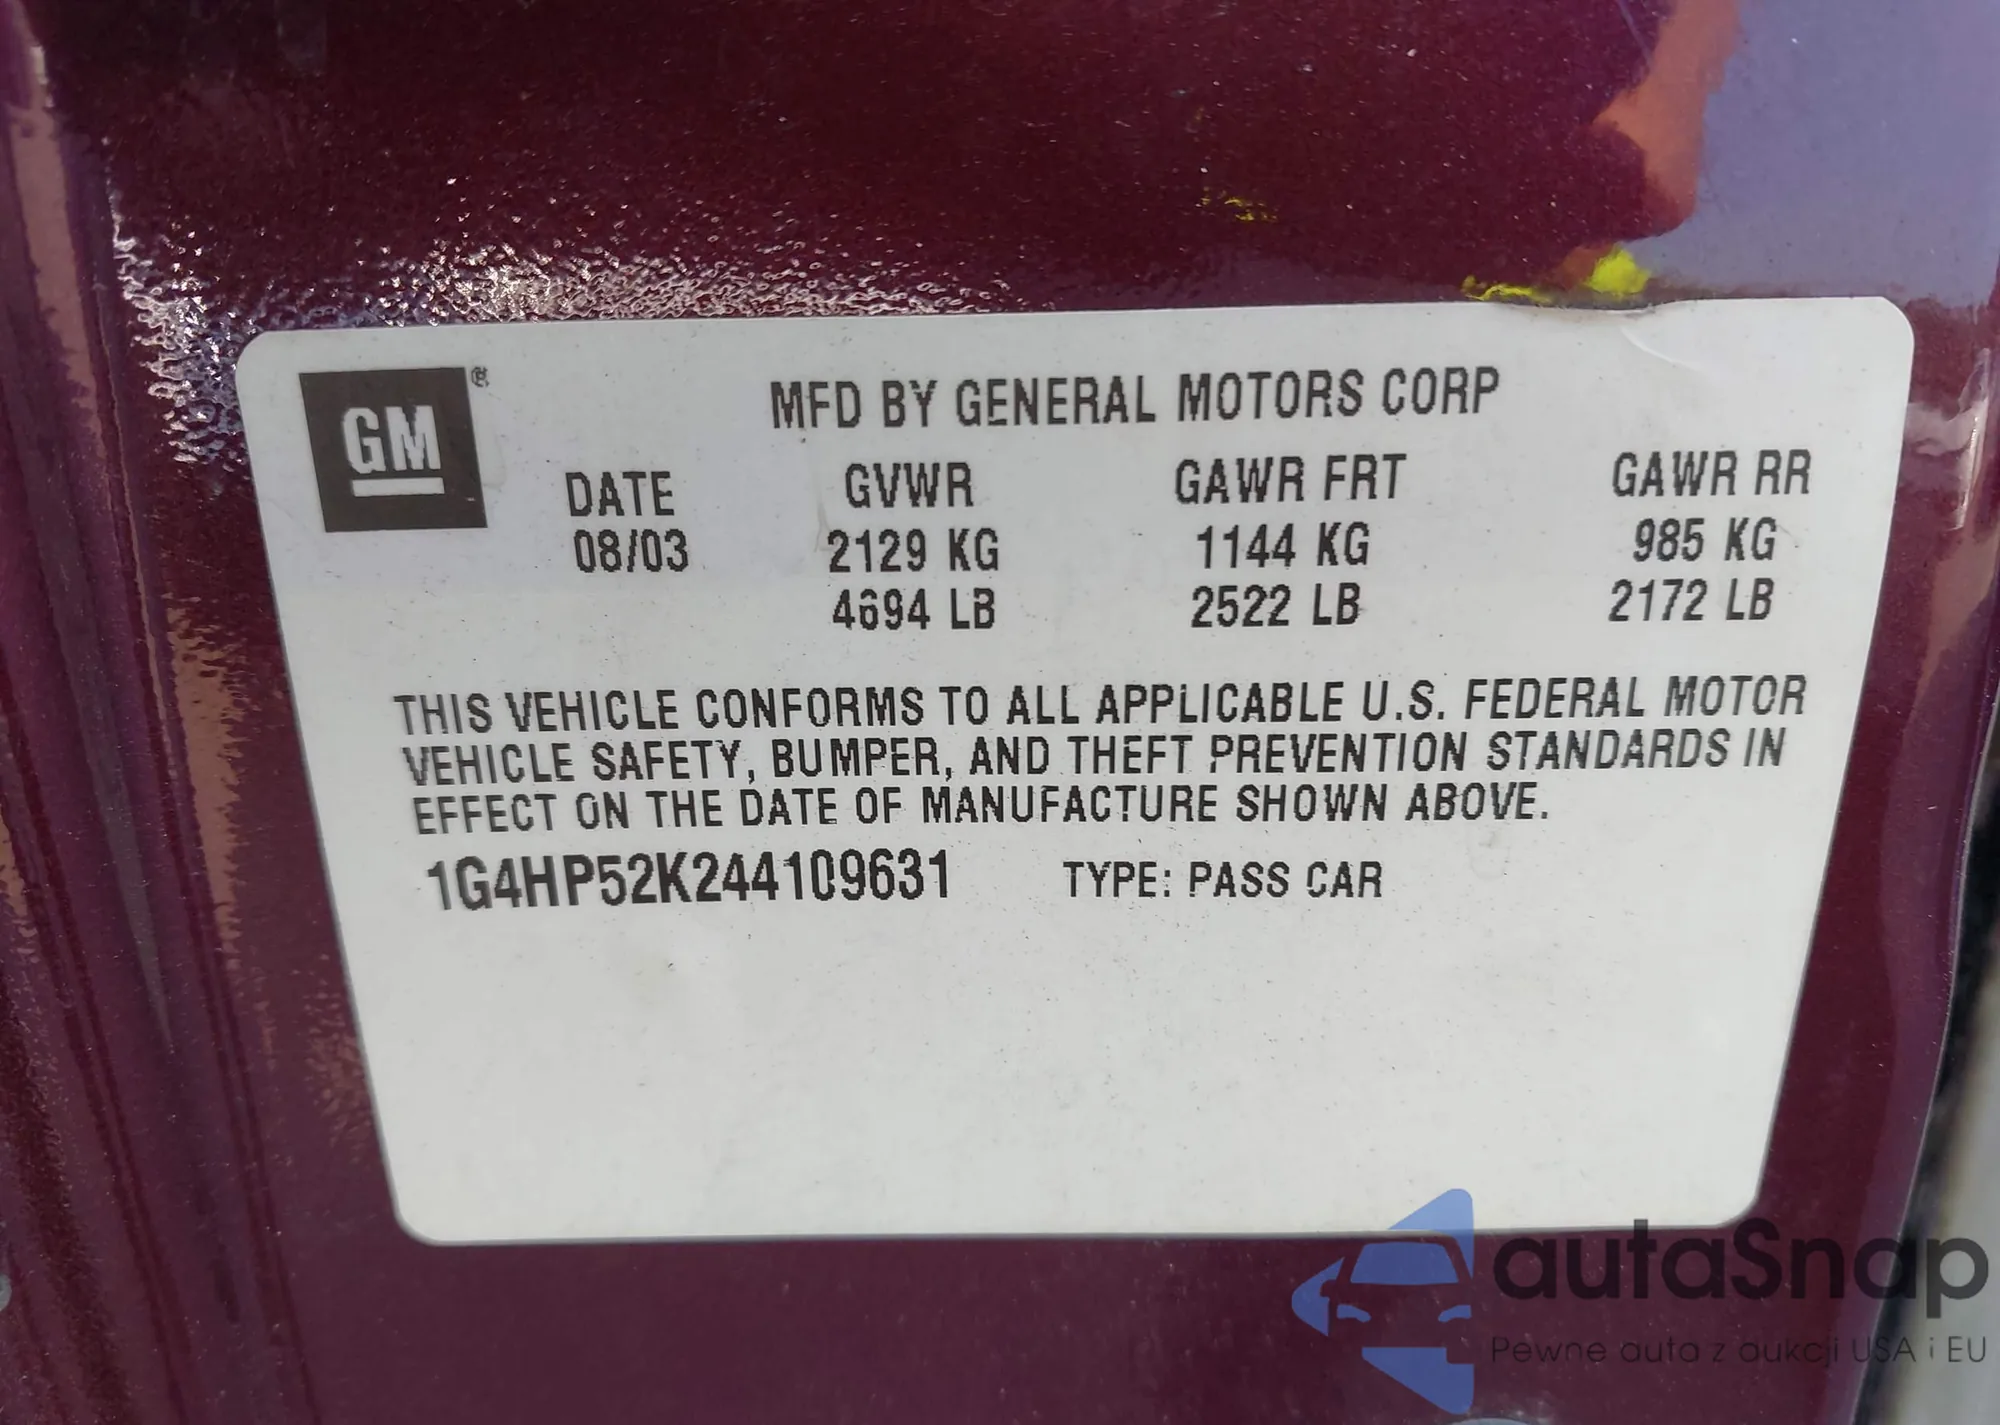 GM®
MFD BY GENERAL MOTORS CORP
DATE GVWR GAWR FRT GAWR RR
08/03 2129 KG 1144 KG 985 KG
4694 LB 2522 LB 2172 LB
THIS VEHICLE CONFORMS TO ALL APPLICABLE U.S. FEDERAL MOTOR
VEHICLE SAFETY, BUMPER, AND THEFT PREVENTION STANDARDS IN
EFFECT ON THE DATE OF MANUFACTURE SHOWN ABOVE.
1G4HP52K244109631 TYPE: PASS CAR
autaSnap
Pewne auta z aukcji USA i EU